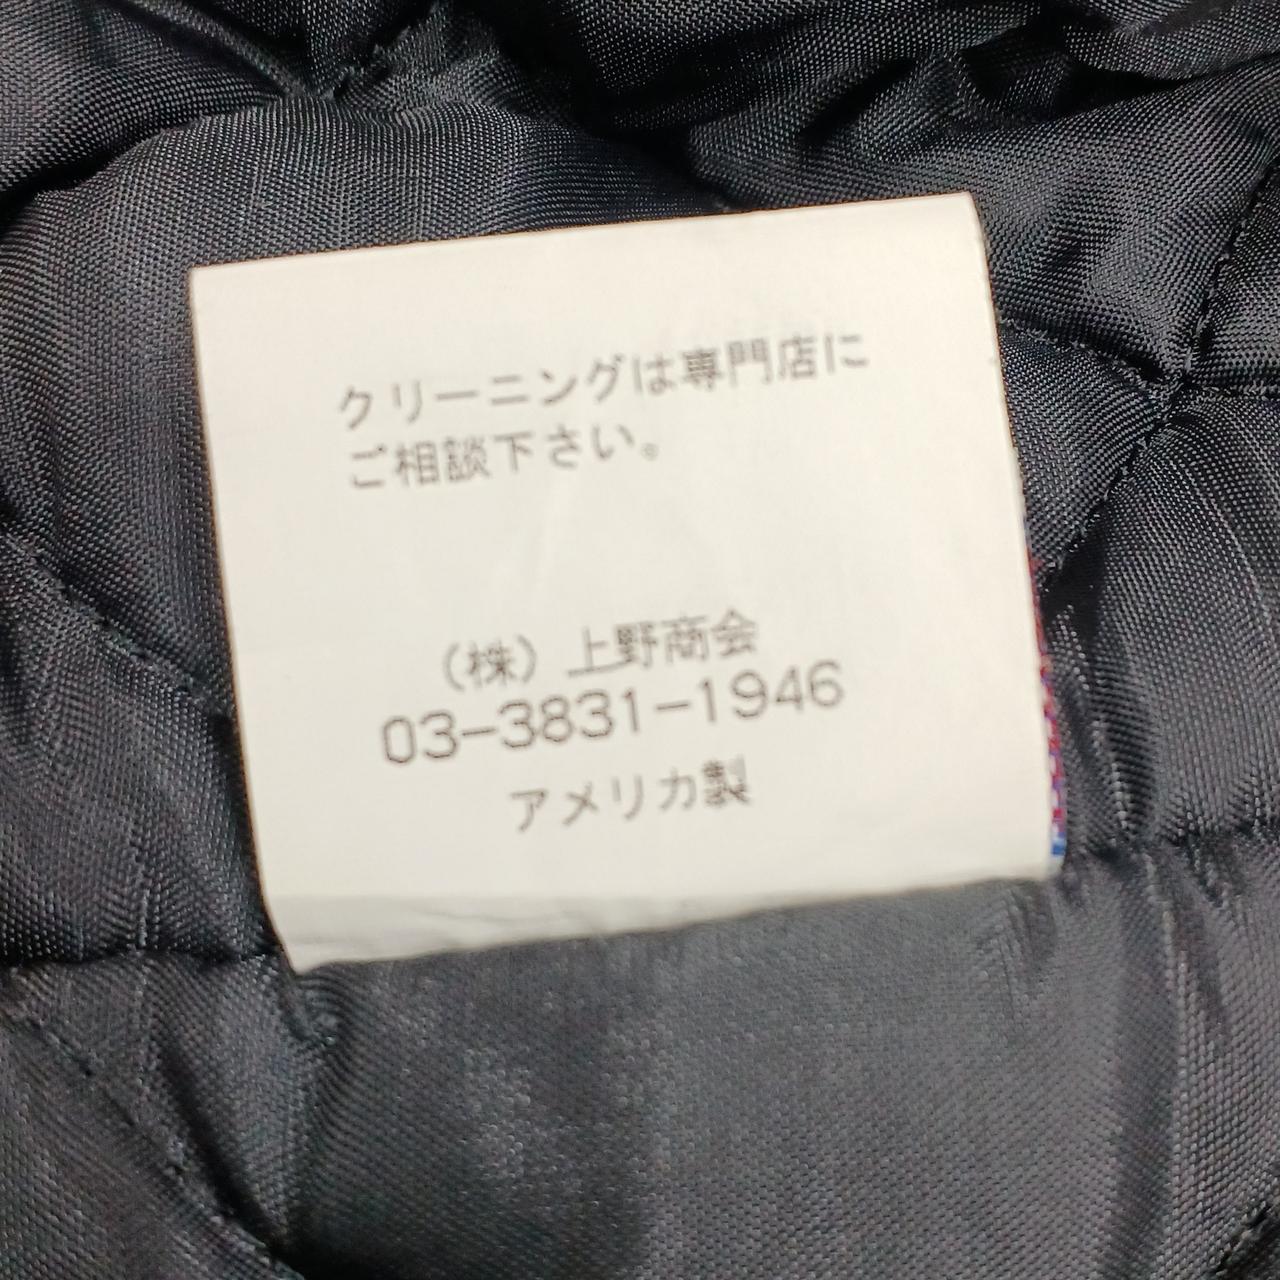 クリーニングは専門店に
ご相談下さい。
（株）上野商会
03-3831-1946
アメリカ製